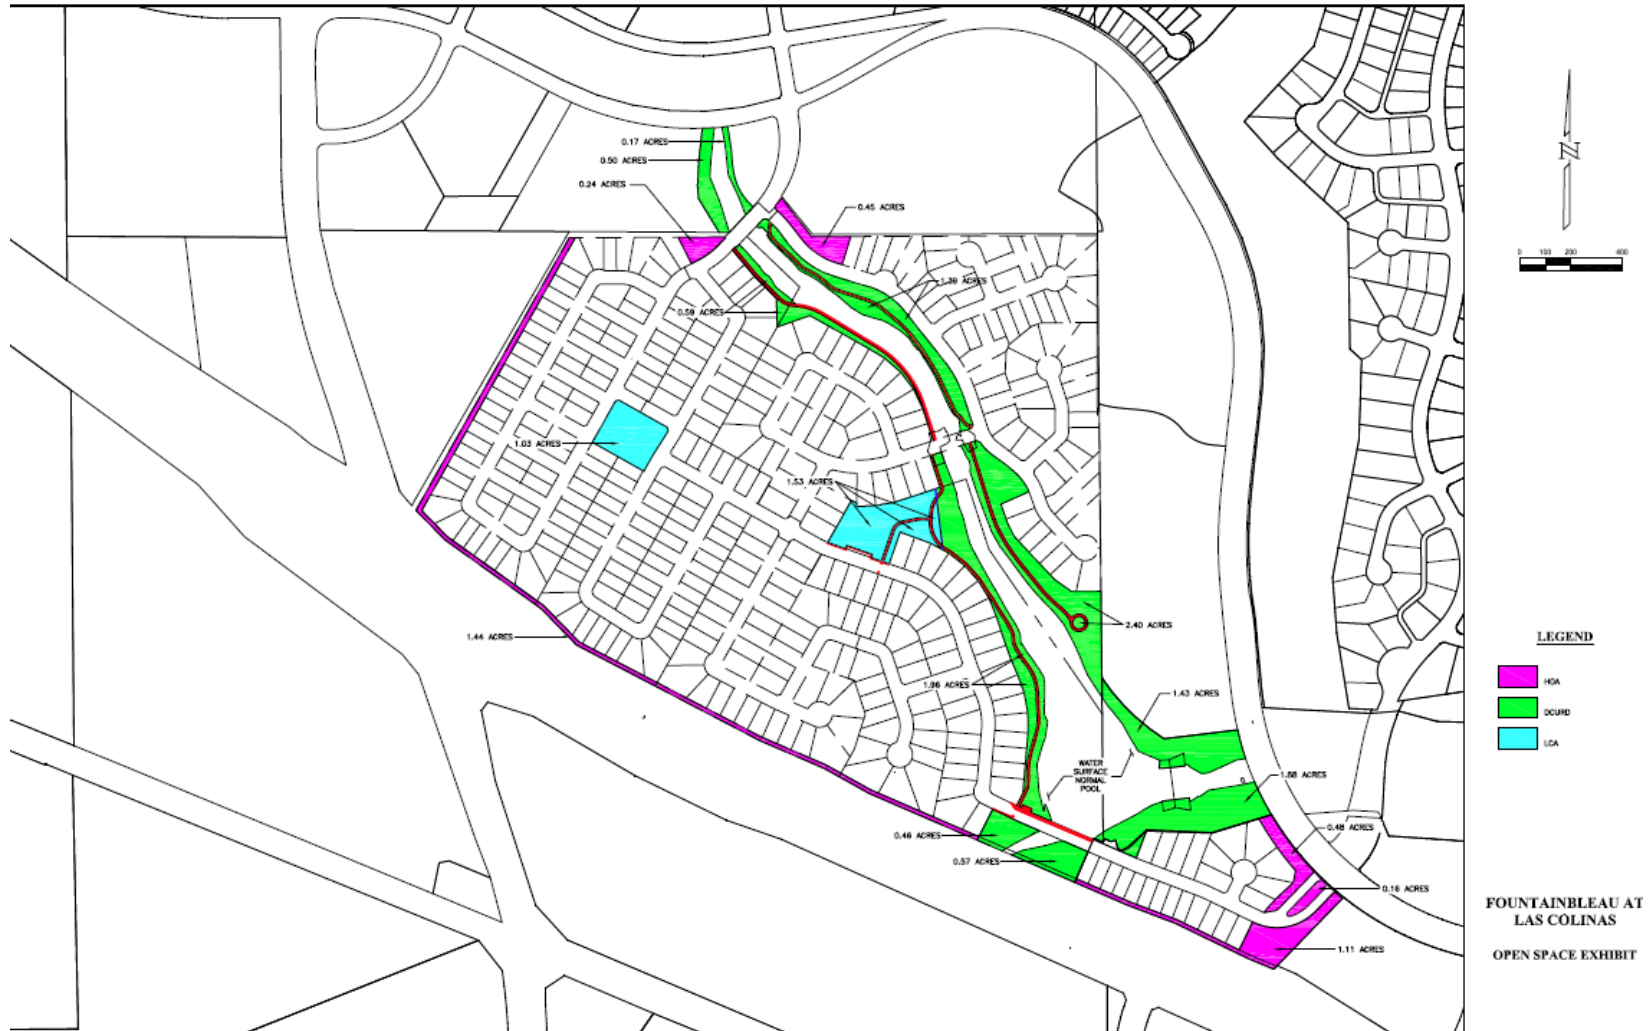 0.17 ACRES
0.50 ACRES
0.24 ACRES
0.45 ACRES
N
0 100 200 400
1.39 ACRES
0.59 ACRES
1.03 ACRES
1.53 ACRES
2.40 ACRES
1.44 ACRES
1.96 ACRES
1.43 ACRES
WATER
SURFACE
NORMAL
POOL
1.88 ACRES
0.46 ACRES
0.48 ACRES
0.57 ACRES
0.16 ACRES
1.11 ACRES
LEGEND
HOA
DCURD
LCA
FOUNTAINBLEAU AT
LAS COLINAS
OPEN SPACE EXHIBIT